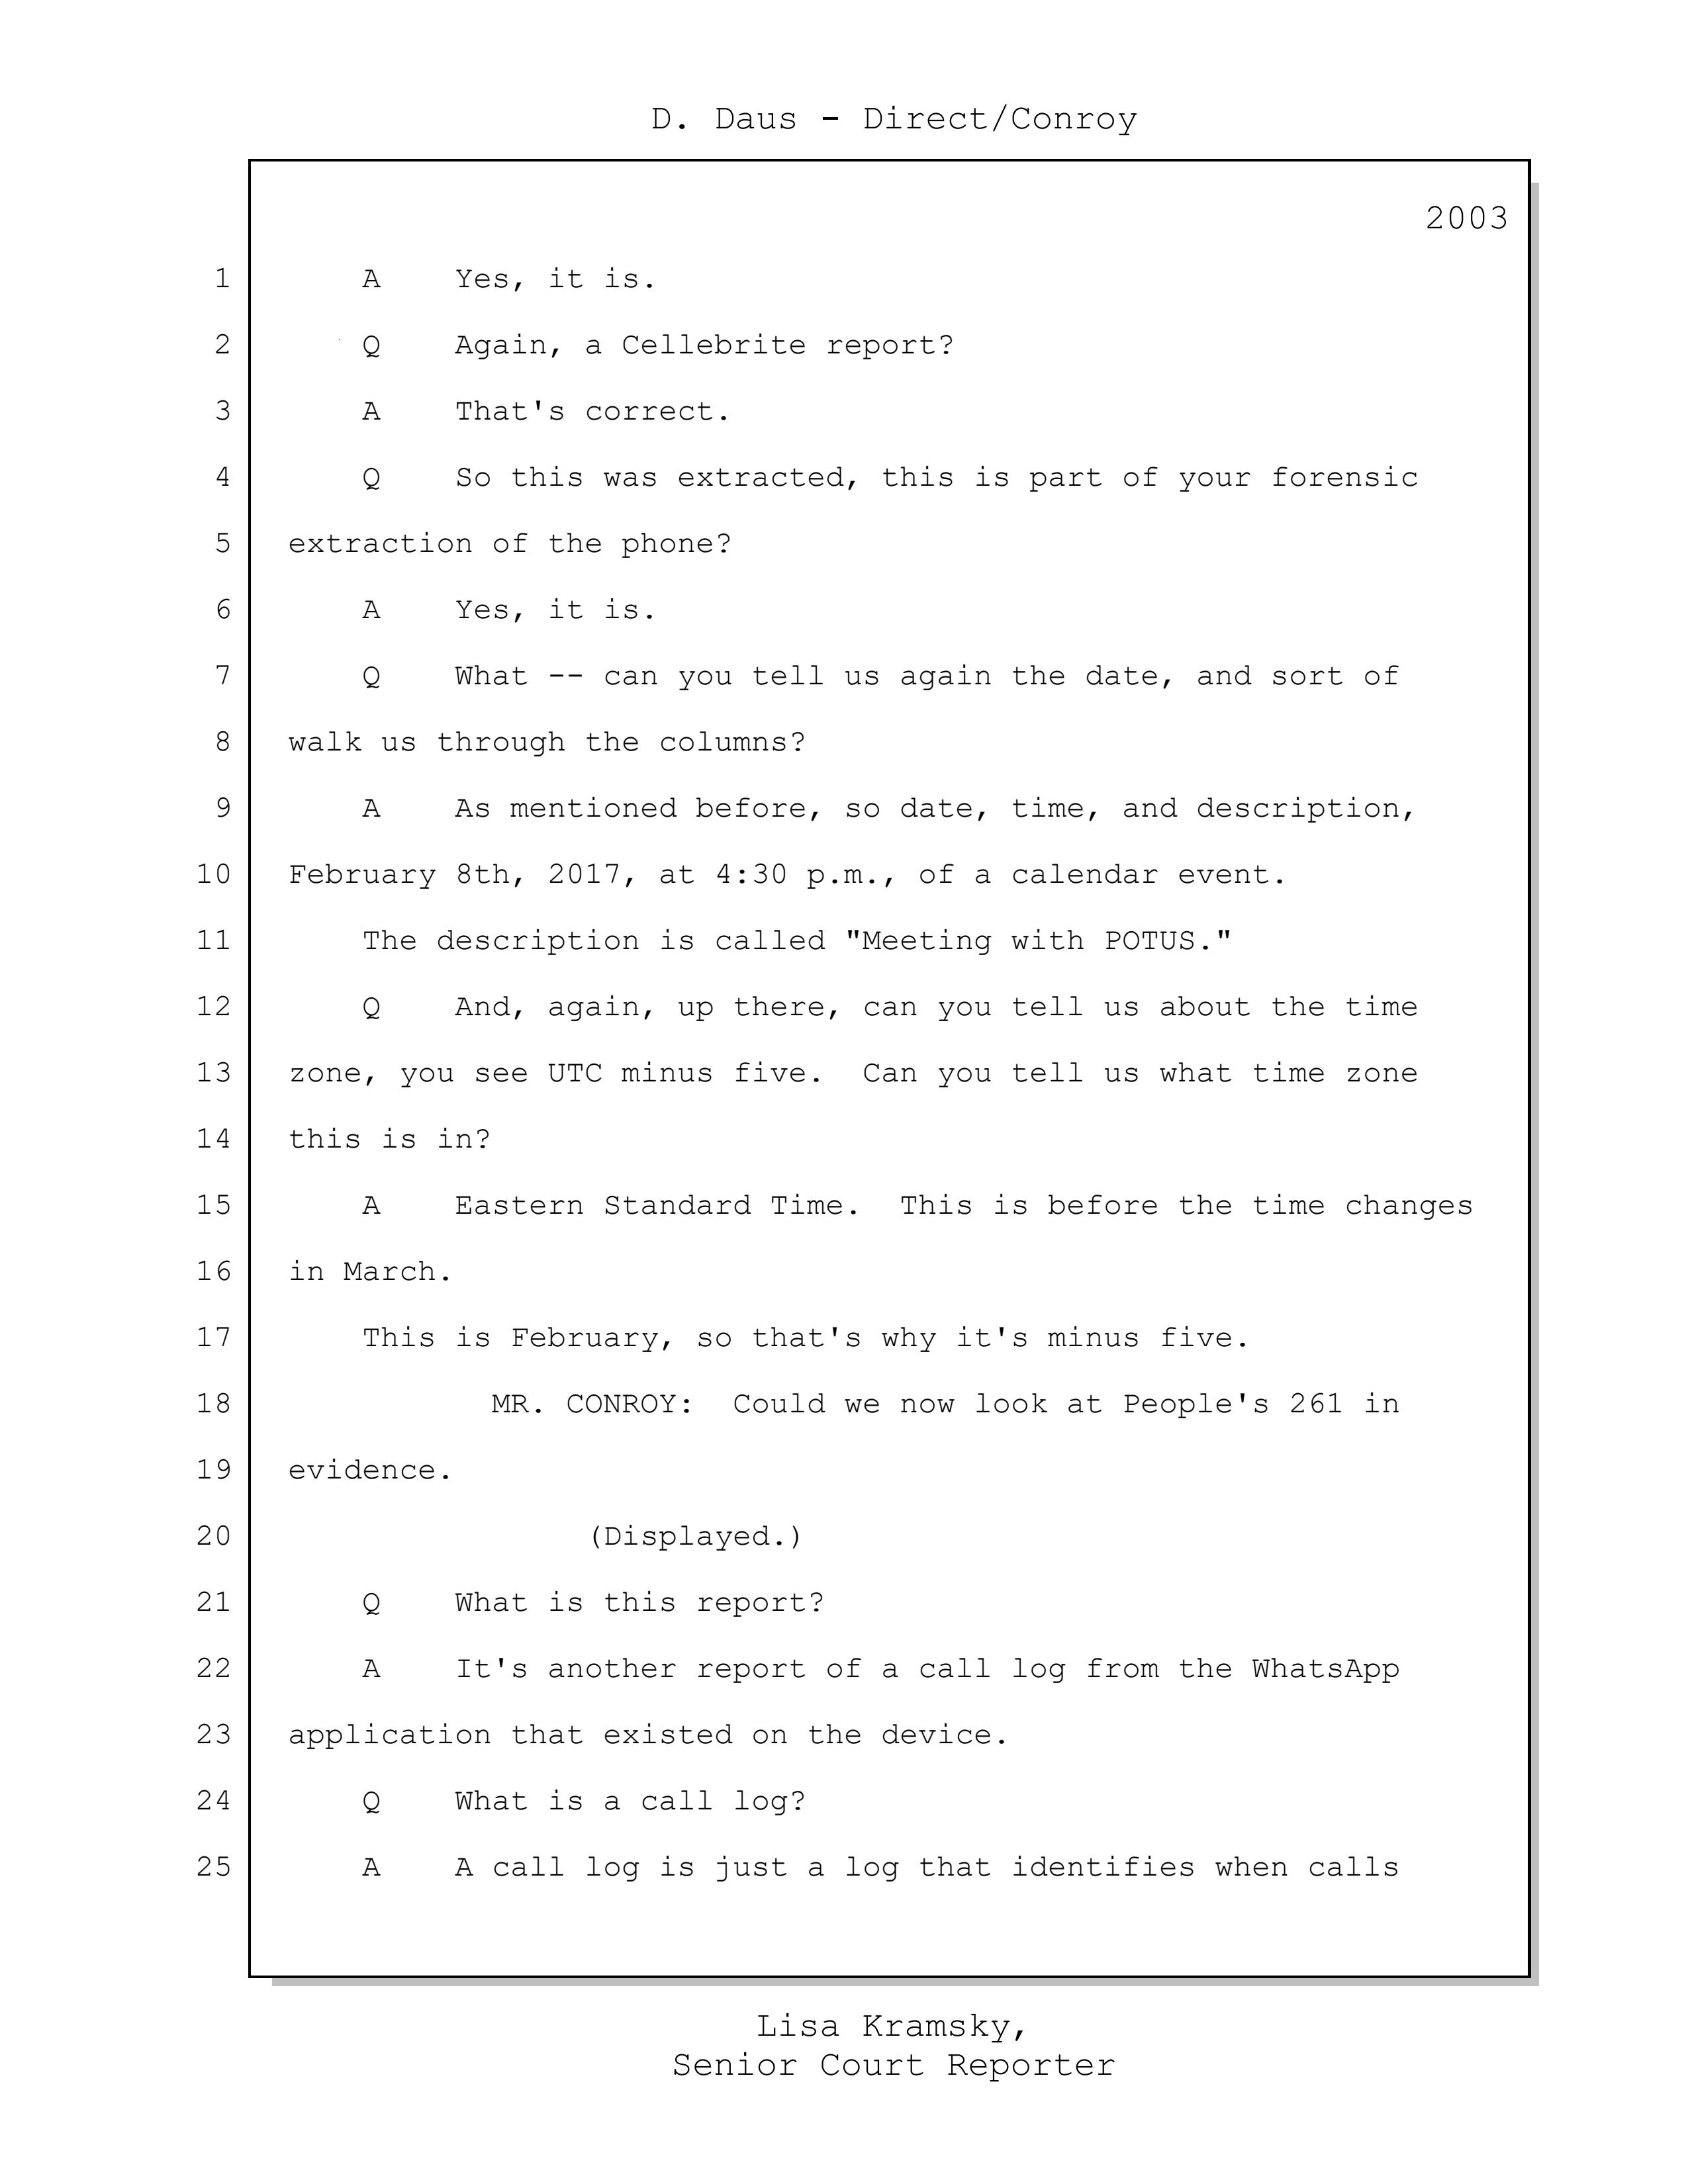 D. Daus - Direct/Conroy
2003
1 A Yes, it is.
2 Q Again, a Cellebrite report?
3 A That's correct.
4 Q So this was extracted, this is part of your forensic
5 extraction of the phone?
6 A Yes, it is.
7 Q What -- can you tell us again the date, and sort of
8 walk us through the columns?
9 A As mentioned before, so date, time, and description,
10 February 8th, 2017, at 4:30 p.m., of a calendar event.
11 The description is called "Meeting with POTUS."
12 Q And, again, up there, can you tell us about the time
13 zone, you see UTC minus five. Can you tell us what time zone
14 this is in?
15 A Eastern Standard Time. This is before the time changes
16 in March.
17 This is February, so that's why it's minus five.
18 MR. CONROY: Could we now look at People's 261 in
19 evidence.
20 (Displayed.)
21 Q What is this report?
22 A It's another report of a call log from the WhatsApp
23 application that existed on the device.
24 Q What is a call log?
25 A A call log is just a log that identifies when calls
Lisa Kramsky,
Senior Court Reporter